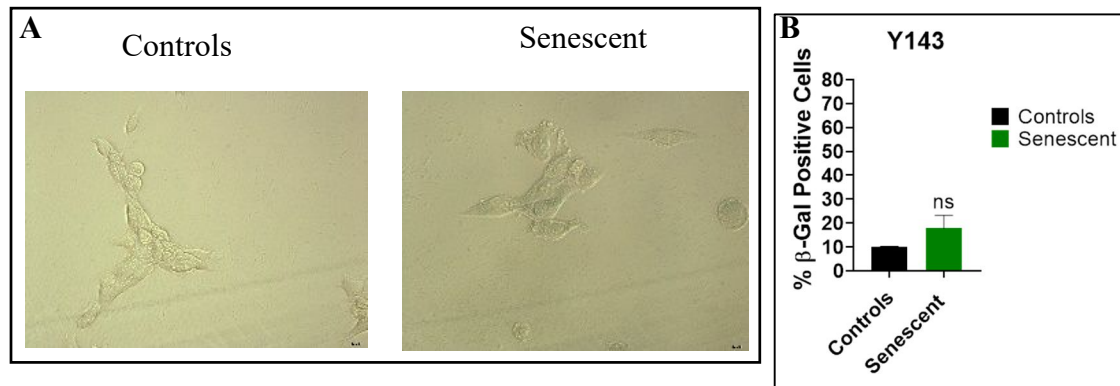 A
Controls
Senescent
B
Y143
% β-Gal Positive Cells
80
70
60
50
40
30
20
10
0
ns
Controls
Senescent
Controls
Senescent